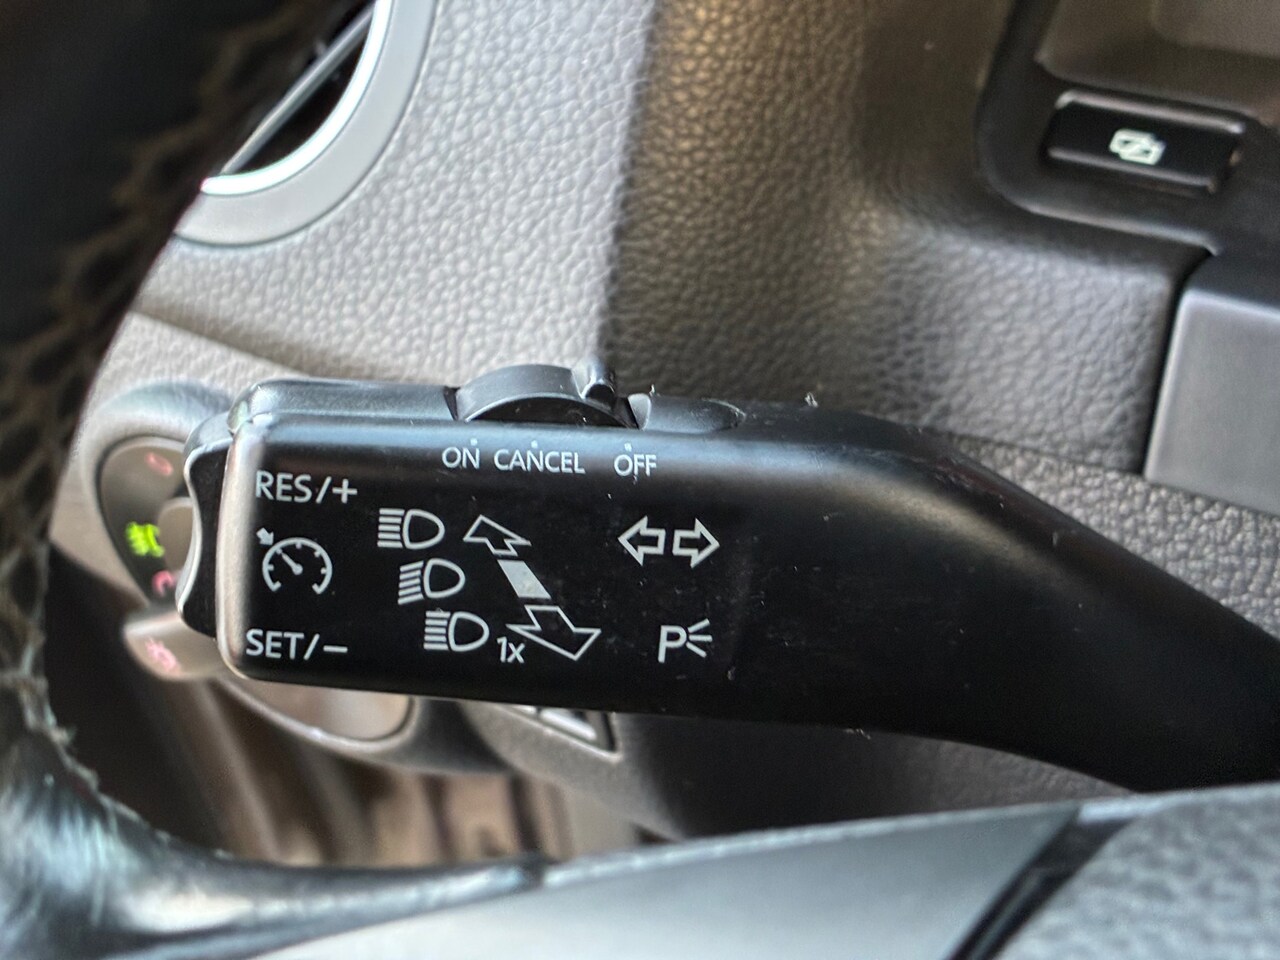 ON CANCEL OFF
RES/+
SET/−
1x
P